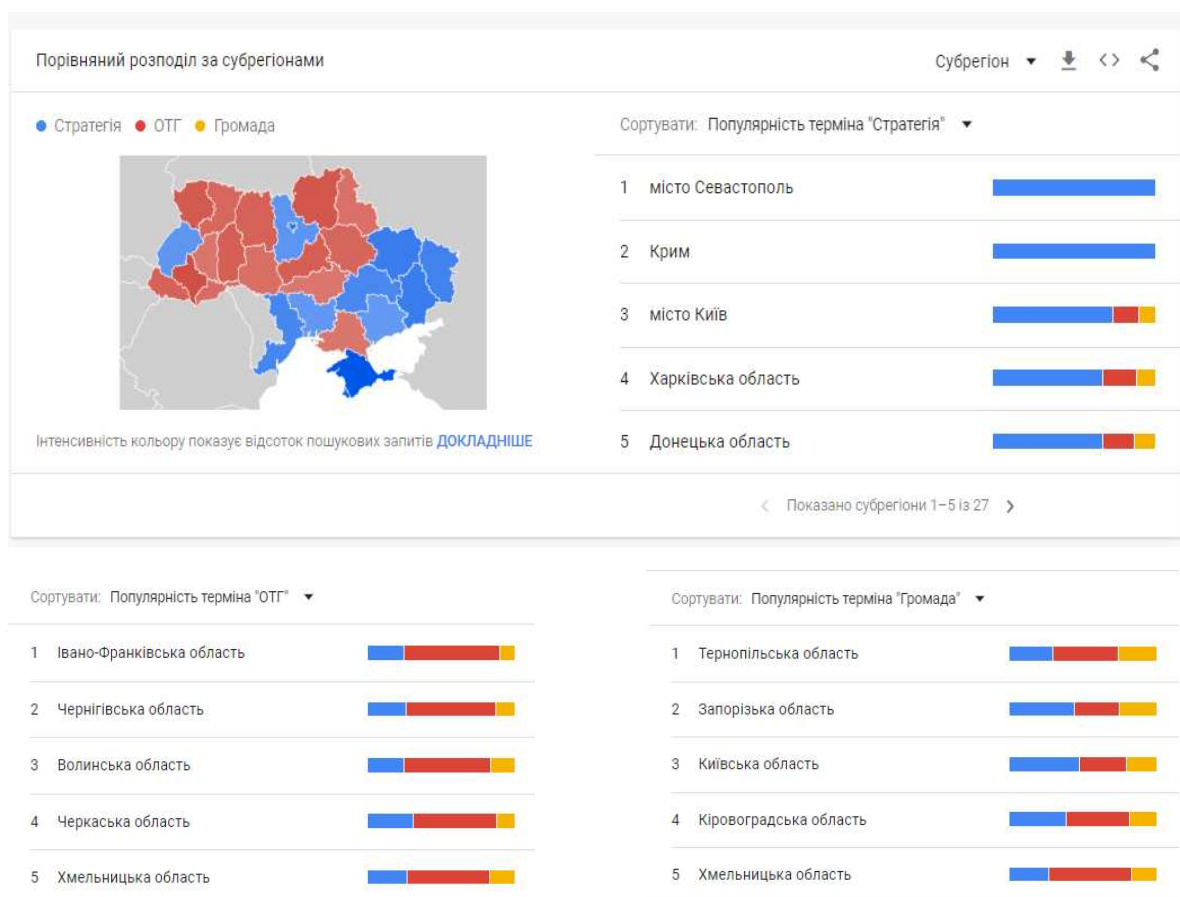 Порівняний розподіл за субрегіонами
Субрегіон
Стратегія ОТГ Громада
Сортувати: Популярність терміна "Стратегія"
1 місто Севастополь
2 Крим
3 місто Київ
4 Харківська область
5 Донецька область
Інтенсивність кольору показує відсоток пошукових запитів ДОКЛАДНІШЕ
Показано субрегіони 1–5 із 27
Сортувати: Популярність терміна "ОТГ"
1 Івано-Франківська область
2 Чернігівська область
3 Волинська область
4 Черкаська область
5 Хмельницька область
Сортувати: Популярність терміна "Громада"
1 Тернопільська область
2 Запорізька область
3 Київська область
4 Кіровоградська область
5 Хмельницька область